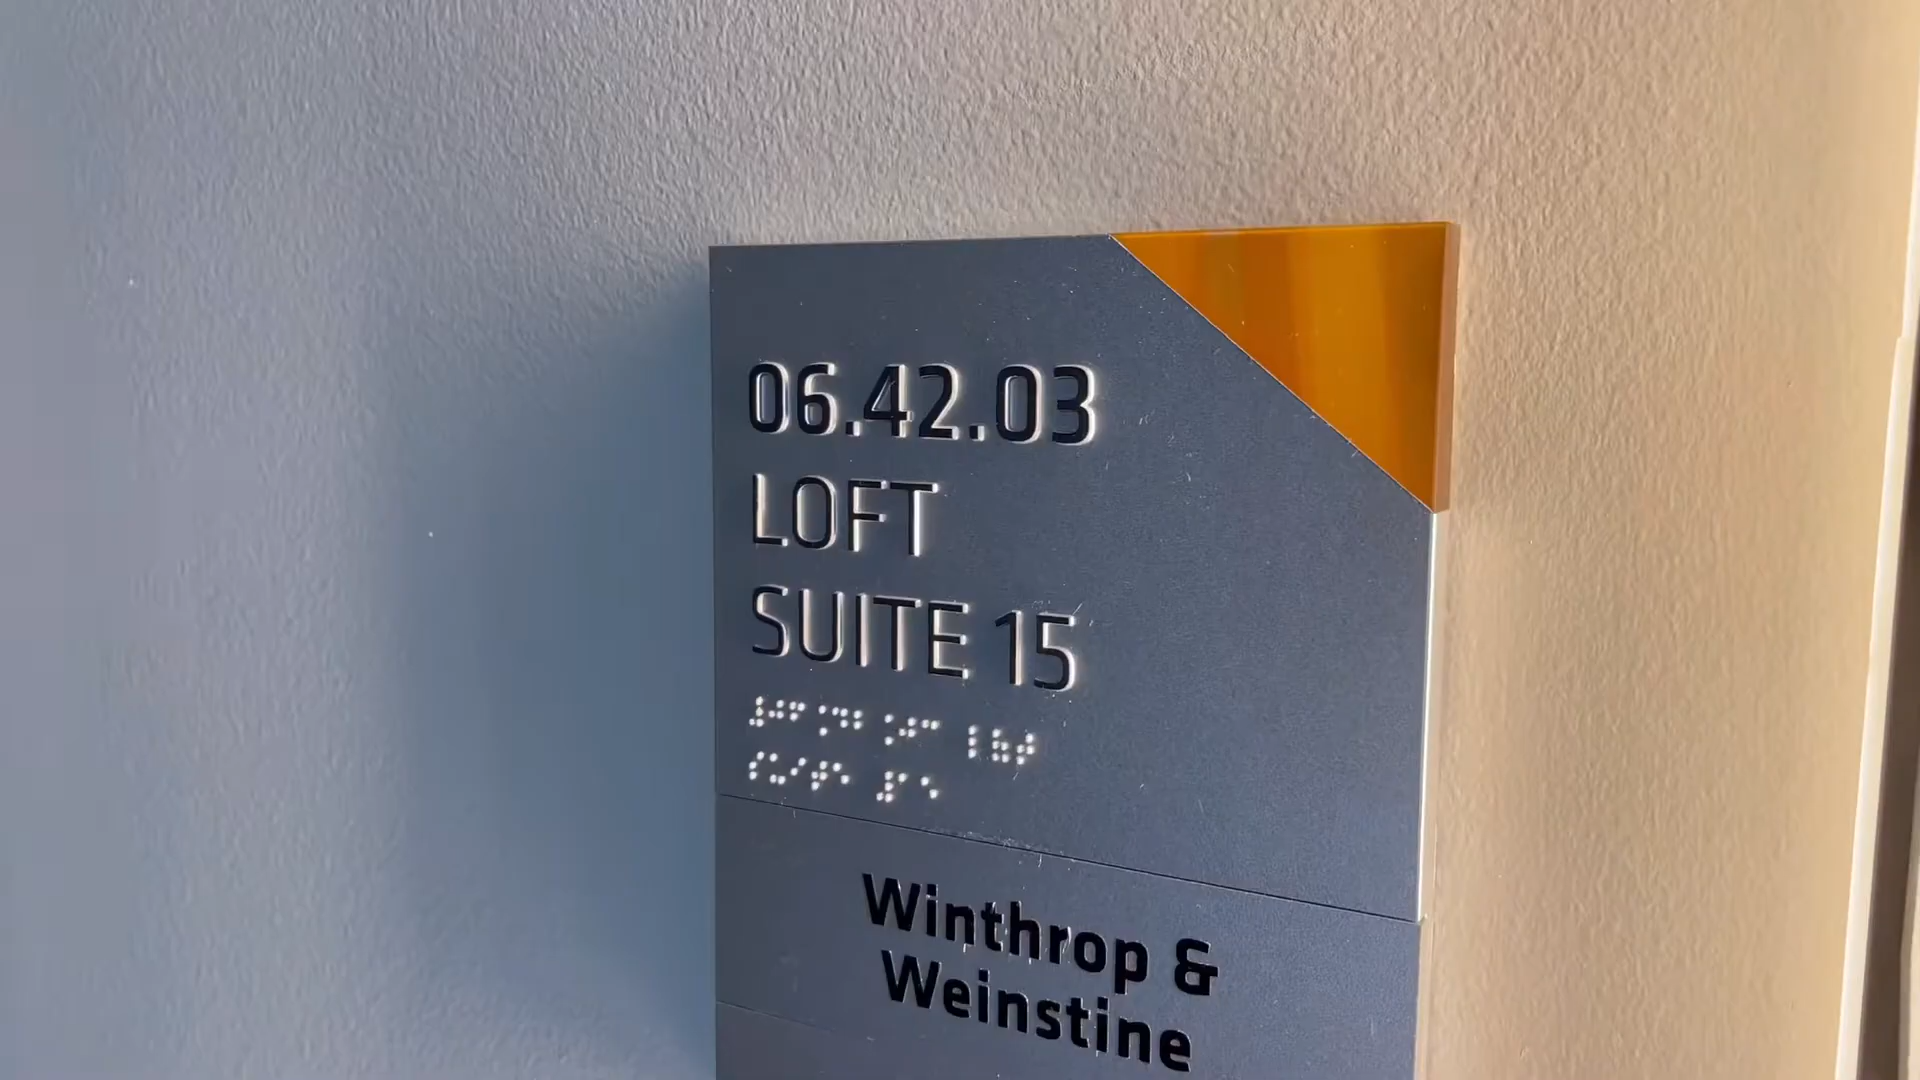 06.42.03
LOFT
SUITE 15
⠼⠚⠋⠨⠙⠃⠨⠚⠉ ⠇⠷⠞
⠎⠥⠊⠞⠑ ⠼⠁⠑
Winthrop &
Weinstine